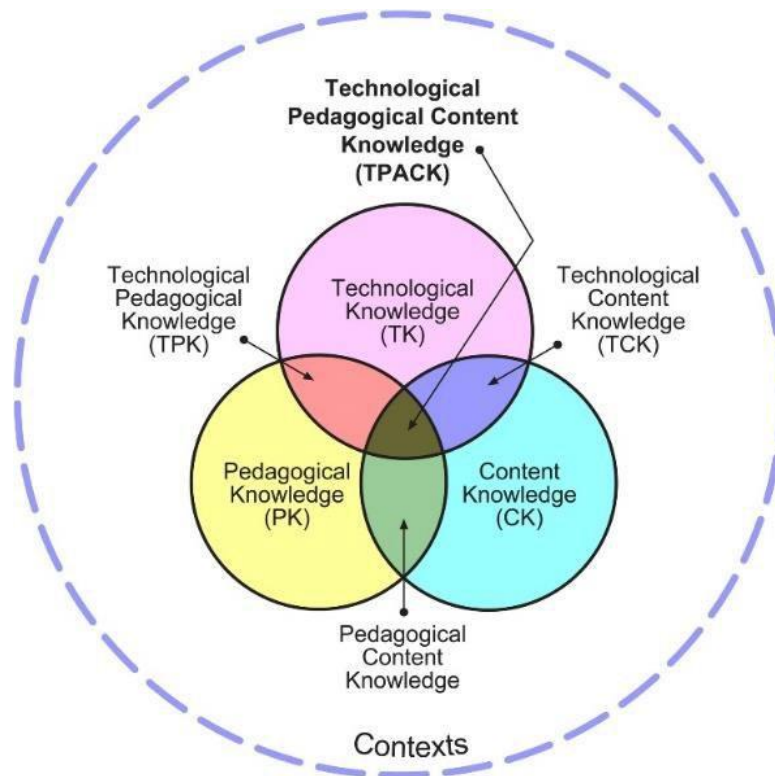 Technological
Pedagogical Content
Knowledge
(TPACK)
Technological
Pedagogical
Knowledge
(TPK)
Technological
Knowledge
(TK)
Technological
Content
Knowledge
(TCK)
Pedagogical
Knowledge
(PK)
Content
Knowledge
(CK)
Pedagogical
Content
Knowledge
Contexts